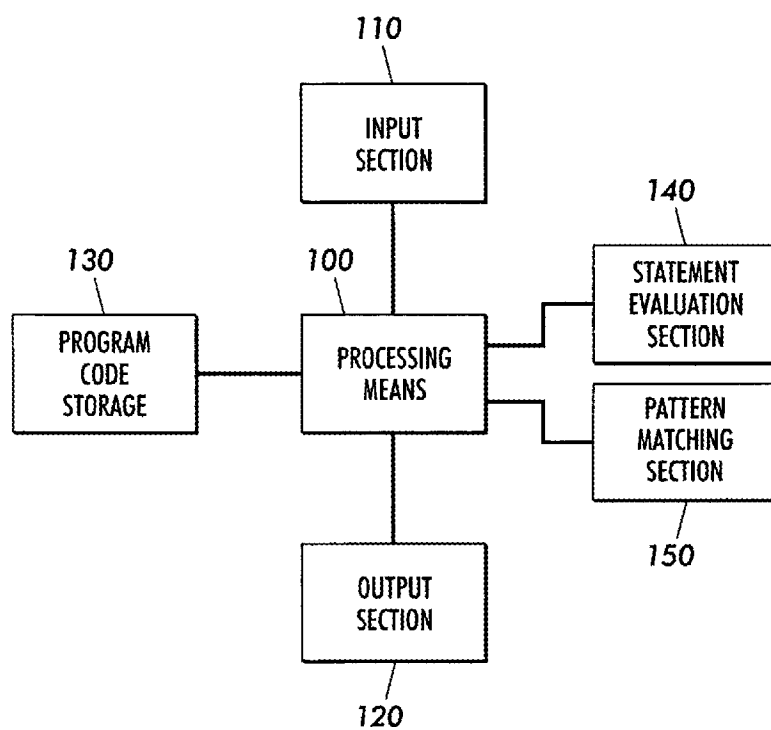 110
INPUT
SECTION
140
STATEMENT
EVALUATION
SECTION
130
PROGRAM
CODE
STORAGE
100
PROCESSING
MEANS
PATTERN
MATCHING
SECTION
150
OUTPUT
SECTION
120